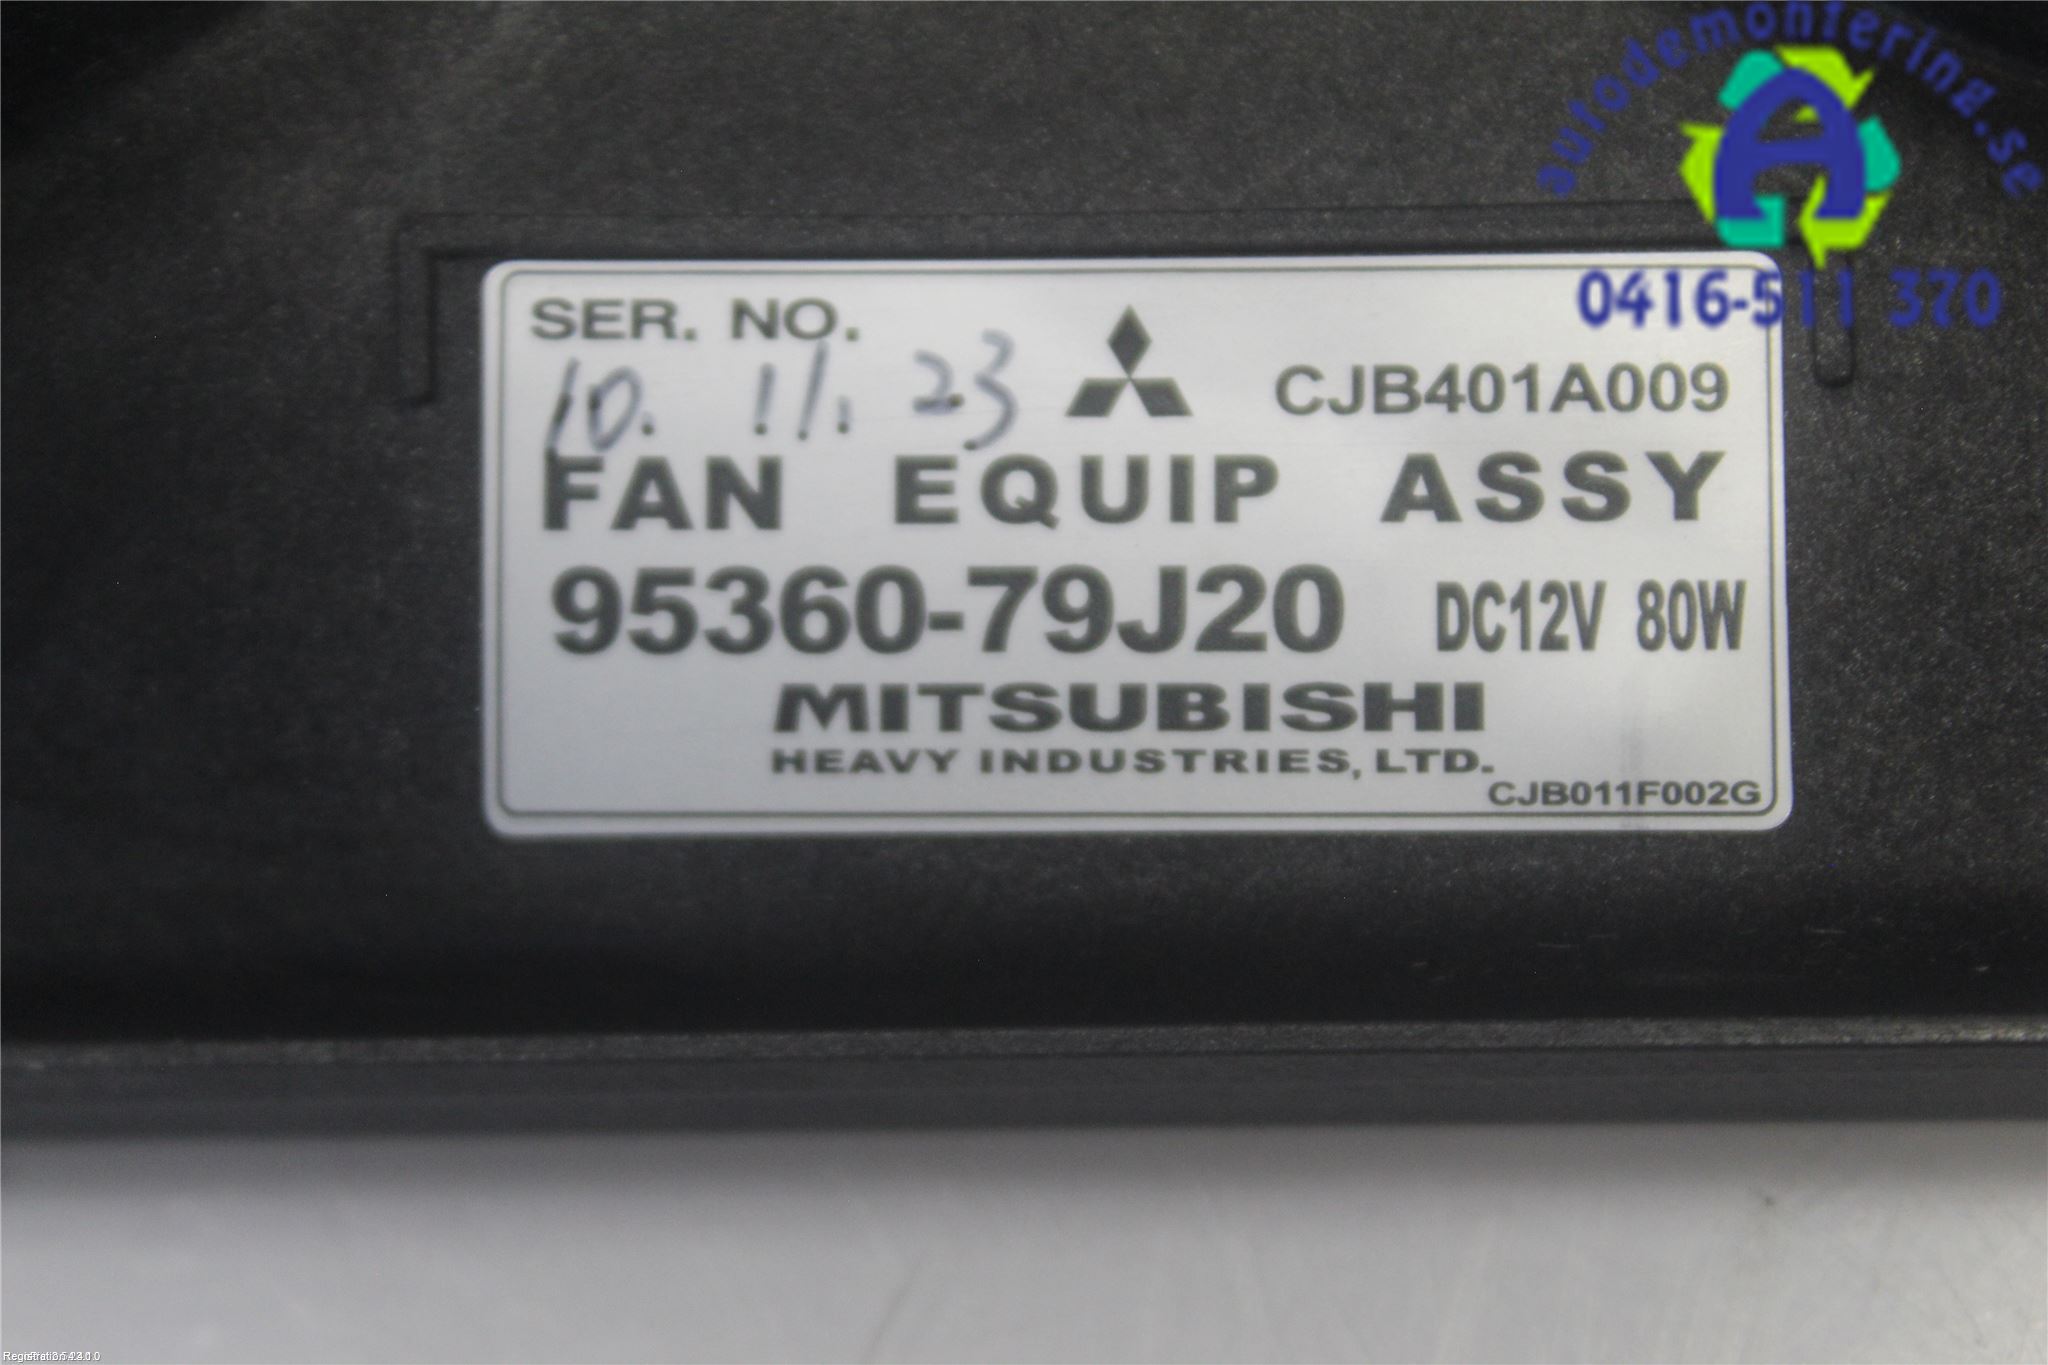 autodemontering.se
A
0416-511 370
SER. NO.
10. 11. 23
CJB401A009
FAN EQUIP ASSY
95360-79J20 DC12V 80W
MITSUBISHI
HEAVY INDUSTRIES, LTD.
CJB011F002G